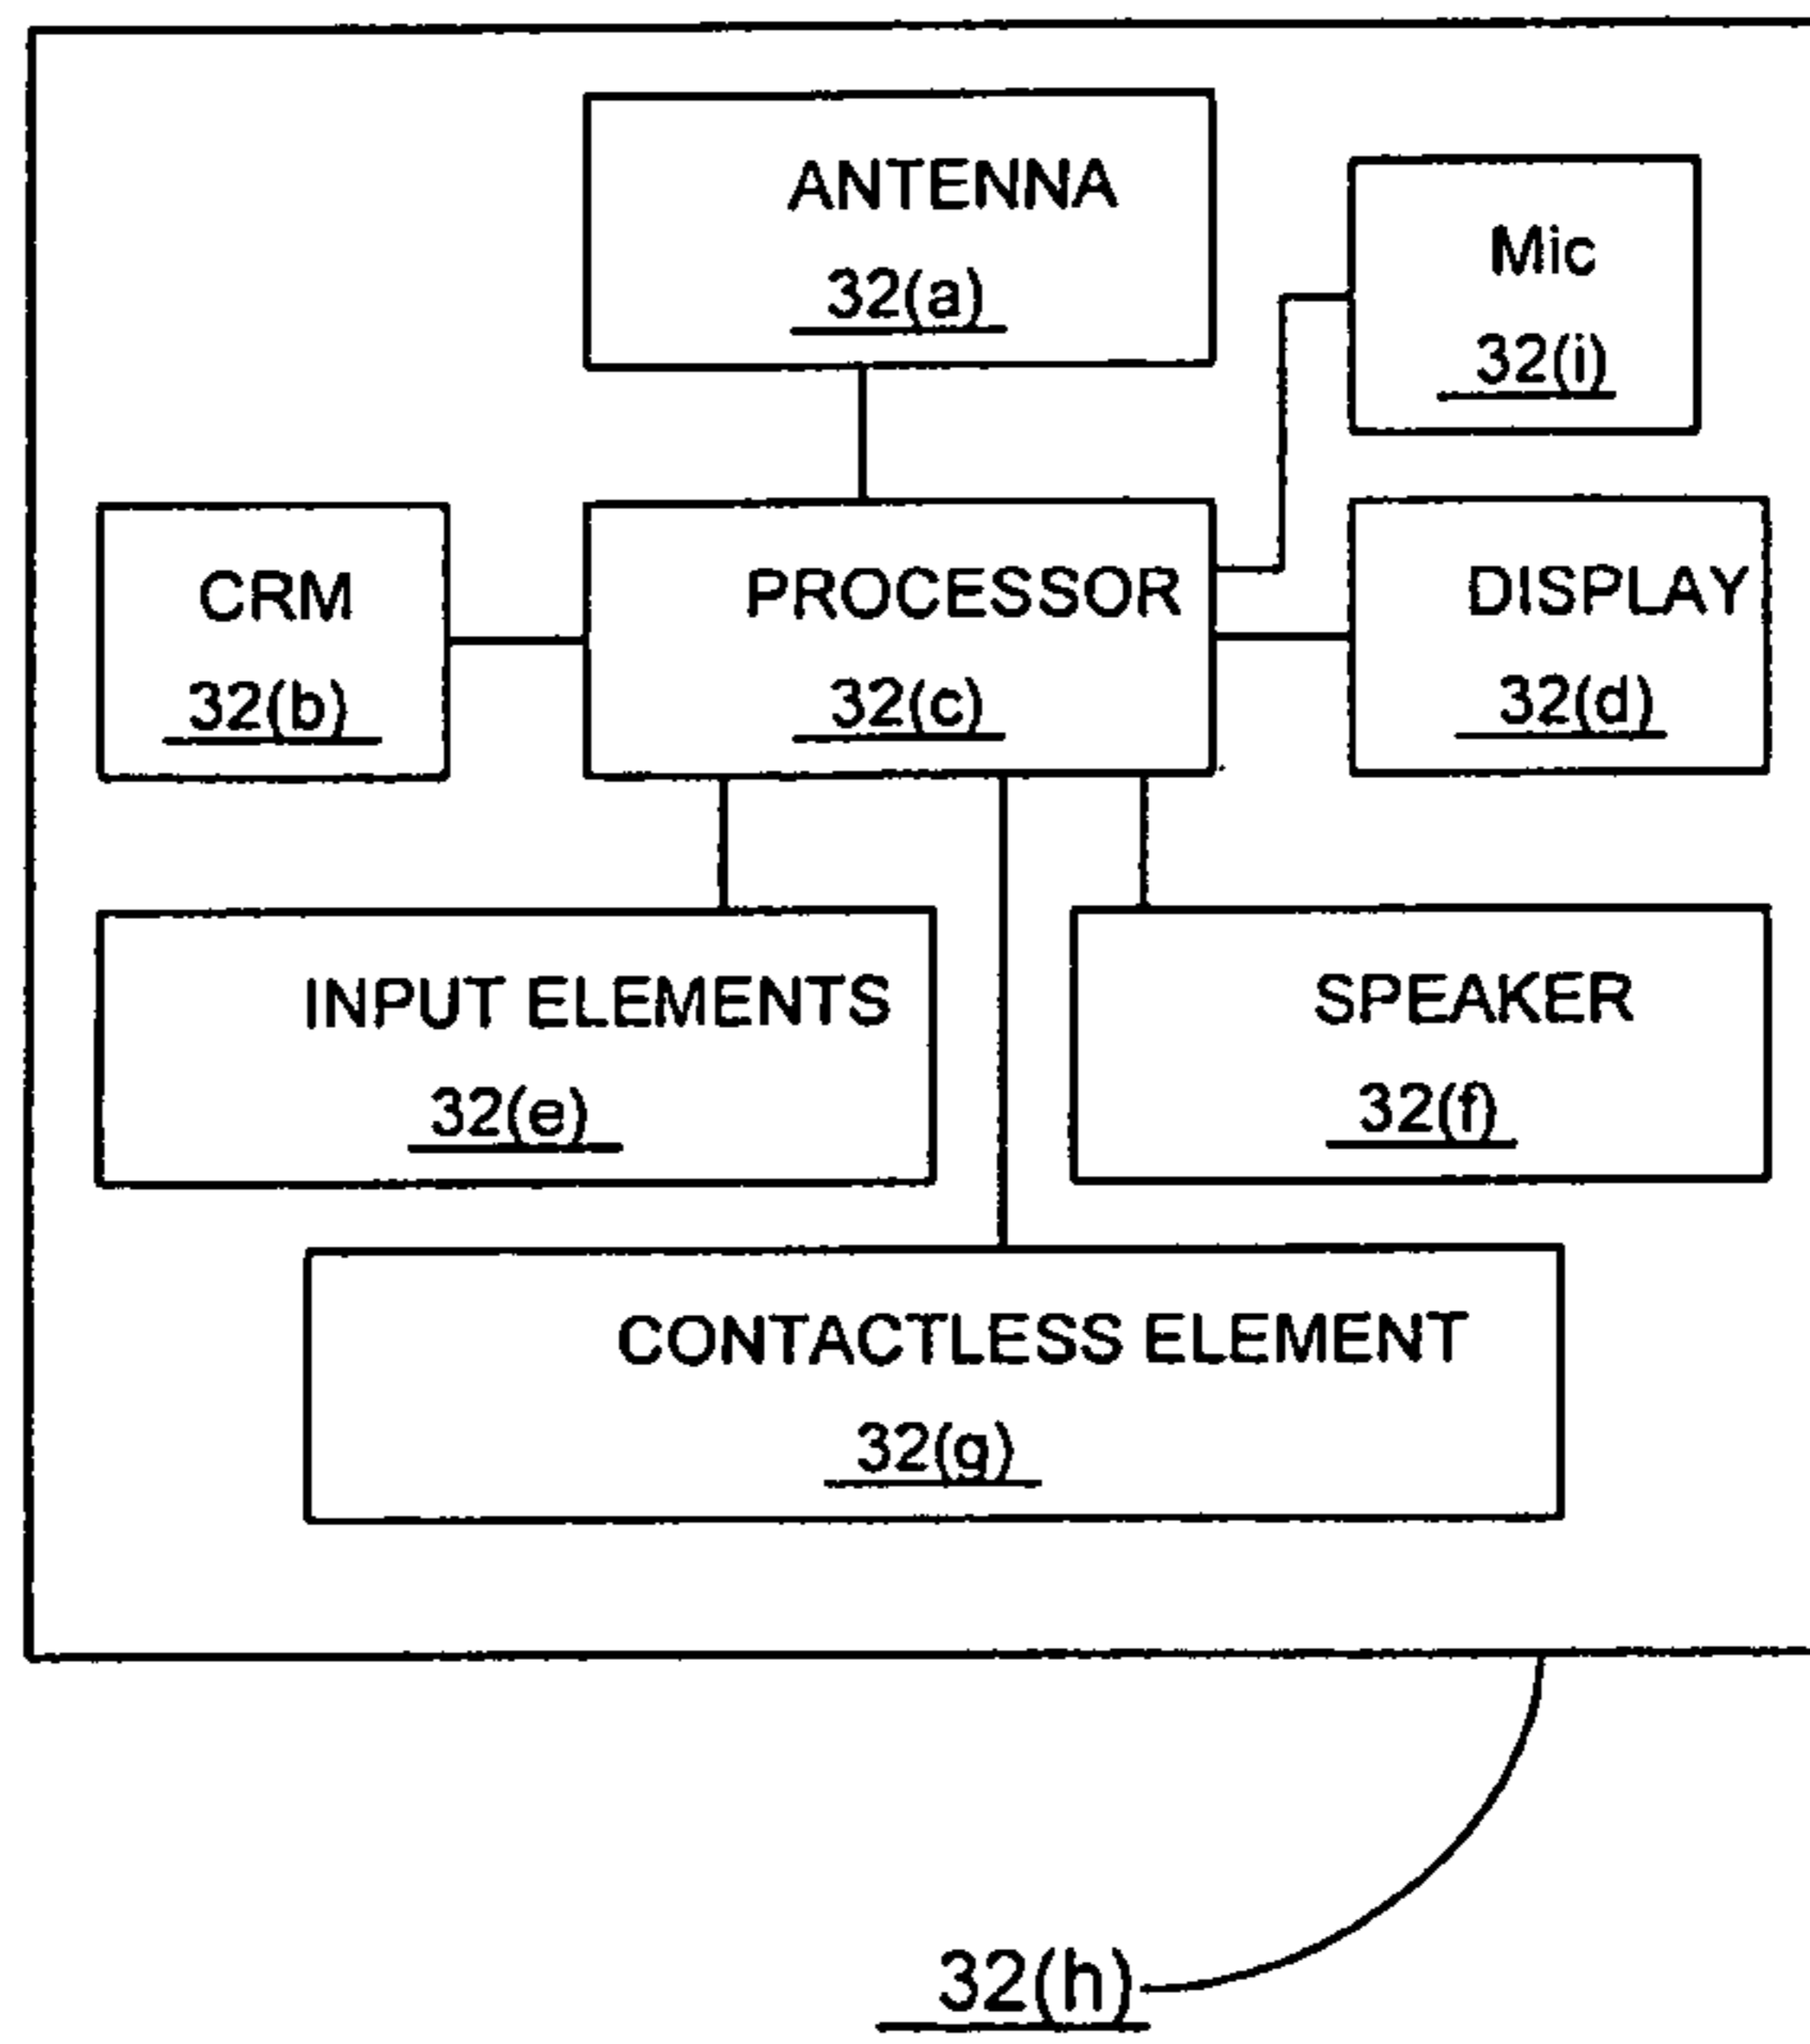 ANTENNA
32(a)
Mic
32(i)
CRM
32(b)
PROCESSOR
32(c)
DISPLAY
32(d)
INPUT ELEMENTS
32(e)
SPEAKER
32(f)
CONTACTLESS ELEMENT
32(g)
32(h)